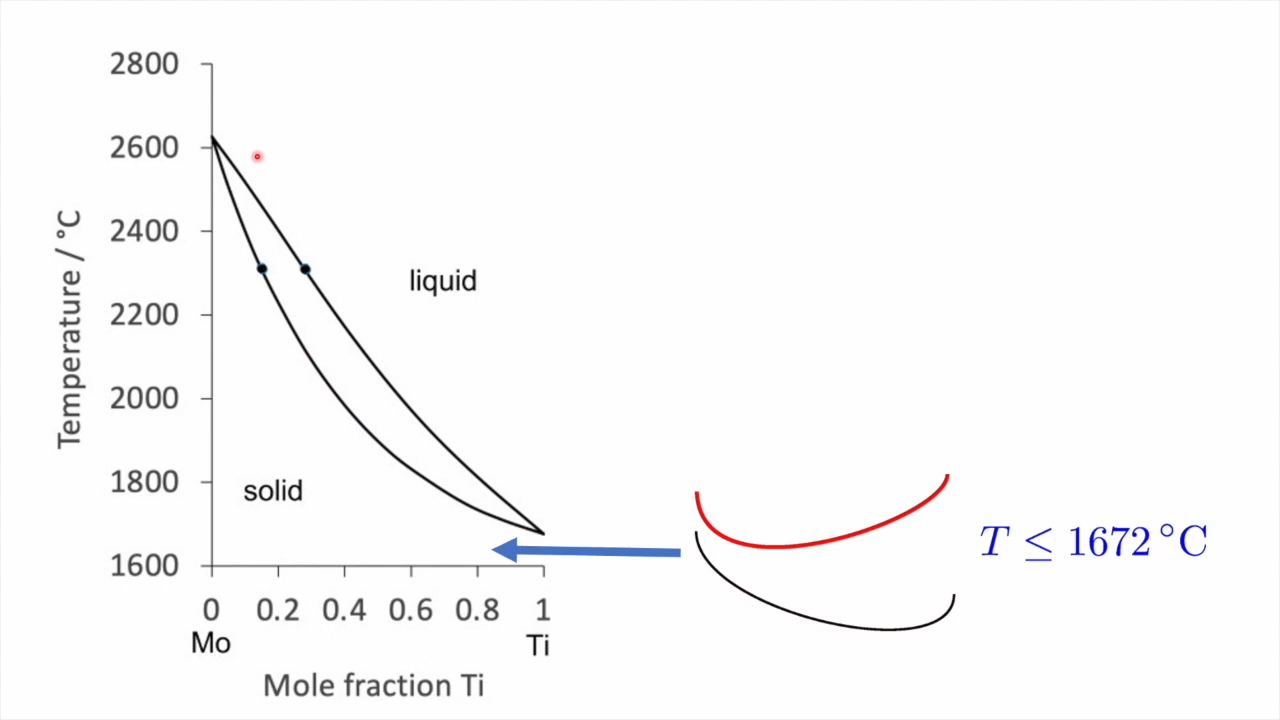 2800
2600
2400
2200
2000
1800
1600
Temperature / °C
liquid
solid
0 0.2 0.4 0.6 0.8 1
Mo Ti
Mole fraction Ti
T ≤ 1672 °C